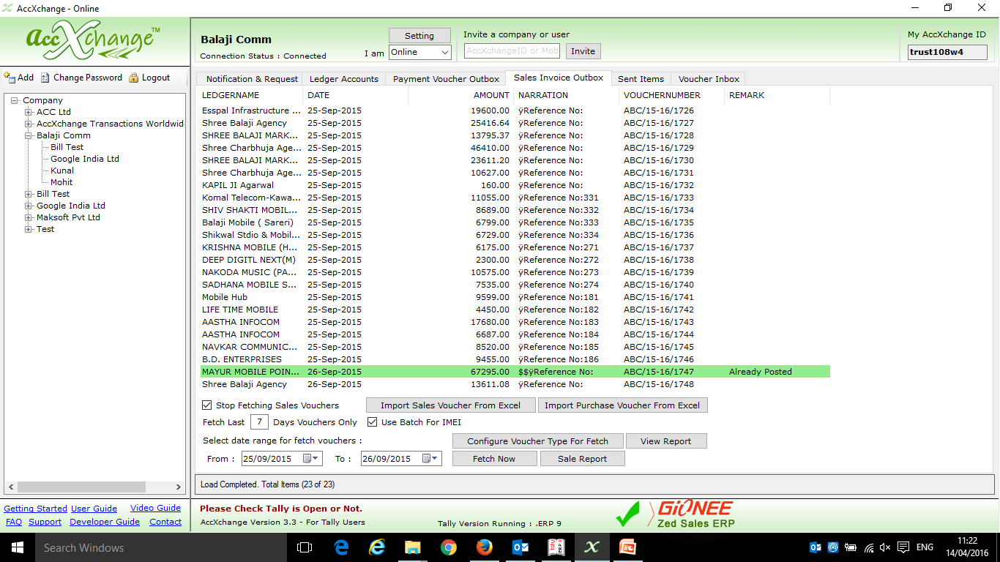 AccXchange - Online
accXchange™
Balaji Comm
Connection Status : Connected
I am
Setting
Online
Invite a company or user
AccXchangeID or Mob
Invite
My AccXchange ID
trust108w4
Add Change Password Logout
Company
ACC Ltd
AccXchange Transactions Worldwid
Balaji Comm
Bill Test
Google India Ltd
Kunal
Mohit
Bill Test
Google India Ltd
Maksoft Pvt Ltd
Test
Notification & Request Ledger Accounts Payment Voucher Outbox Sales Invoice Outbox Sent Items Voucher Inbox
LEDGERNAME DATE AMOUNT NARRATION VOUCHERNUMBER REMARK
Esspal Infrastructure ... 25-Sep-2015 19600.00 ÿReference No: ABC/15-16/1726
Shree Balaji Agency 25-Sep-2015 25416.64 ÿReference No: ABC/15-16/1727
SHREE BALAJI MARK... 25-Sep-2015 13795.37 ÿReference No: ABC/15-16/1728
Shree Charbhuja Age... 25-Sep-2015 46410.00 ÿReference No: ABC/15-16/1729
SHREE BALAJI MARK... 25-Sep-2015 23611.20 ÿReference No: ABC/15-16/1730
Shree Charbhuja Age... 25-Sep-2015 10627.00 ÿReference No: ABC/15-16/1731
KAPIL JI Agarwal 25-Sep-2015 160.00 ÿReference No: ABC/15-16/1732
Komal Telecom-Kawa... 25-Sep-2015 11055.00 ÿReference No:331 ABC/15-16/1733
SHIV SHAKTI MOBIL... 25-Sep-2015 8689.00 ÿReference No:332 ABC/15-16/1734
Balaji Mobile ( Sareri) 25-Sep-2015 6799.00 ÿReference No:333 ABC/15-16/1735
Shikwal Stdio & Mobil... 25-Sep-2015 6729.00 ÿReference No:334 ABC/15-16/1736
KRISHNA MOBILE (H... 25-Sep-2015 6175.00 ÿReference No:271 ABC/15-16/1737
DEEP DIGITL NEXT(M) 25-Sep-2015 2300.00 ÿReference No:272 ABC/15-16/1738
NAKODA MUSIC (PA... 25-Sep-2015 10575.00 ÿReference No:273 ABC/15-16/1739
SADHANA MOBILE S... 25-Sep-2015 7535.00 ÿReference No:274 ABC/15-16/1740
Mobile Hub 25-Sep-2015 9599.00 ÿReference No:181 ABC/15-16/1741
LIFE TIME MOBILE 25-Sep-2015 4450.00 ÿReference No:182 ABC/15-16/1742
AASTHA INFOCOM 25-Sep-2015 17680.00 ÿReference No:183 ABC/15-16/1743
AASTHA INFOCOM 25-Sep-2015 6687.00 ÿReference No:184 ABC/15-16/1744
NAVKAR COMMUNIC... 25-Sep-2015 8520.00 ÿReference No:185 ABC/15-16/1745
B.D. ENTERPRISES 25-Sep-2015 9455.00 ÿReference No:186 ABC/15-16/1746
MAYUR MOBILE POIN... 26-Sep-2015 67295.00 $$ÿReference No: ABC/15-16/1747 Already Posted
Shree Balaji Agency 26-Sep-2015 13611.08 ÿReference No: ABC/15-16/1748
Stop Fetching Sales Vouchers Import Sales Voucher From Excel Import Purchase Voucher From Excel
Fetch Last 7 Days Vouchers Only Use Batch For IMEI
Select date range for fetch vouchers : Configure Voucher Type For Fetch View Report
From : 25/09/2015 To : 26/09/2015 Fetch Now Sale Report
Load Completed. Total Items (23 of 23)
Getting Started User Guide Video Guide
FAQ Support Developer Guide Contact
Please Check Tally is Open or Not.
AccXchange Version 3.3 - For Tally Users
Tally Version Running : .ERP 9
GIONEE
Zed Sales ERP
Search Windows
Tally ERP 9
ENG
11:22
14/04/2016